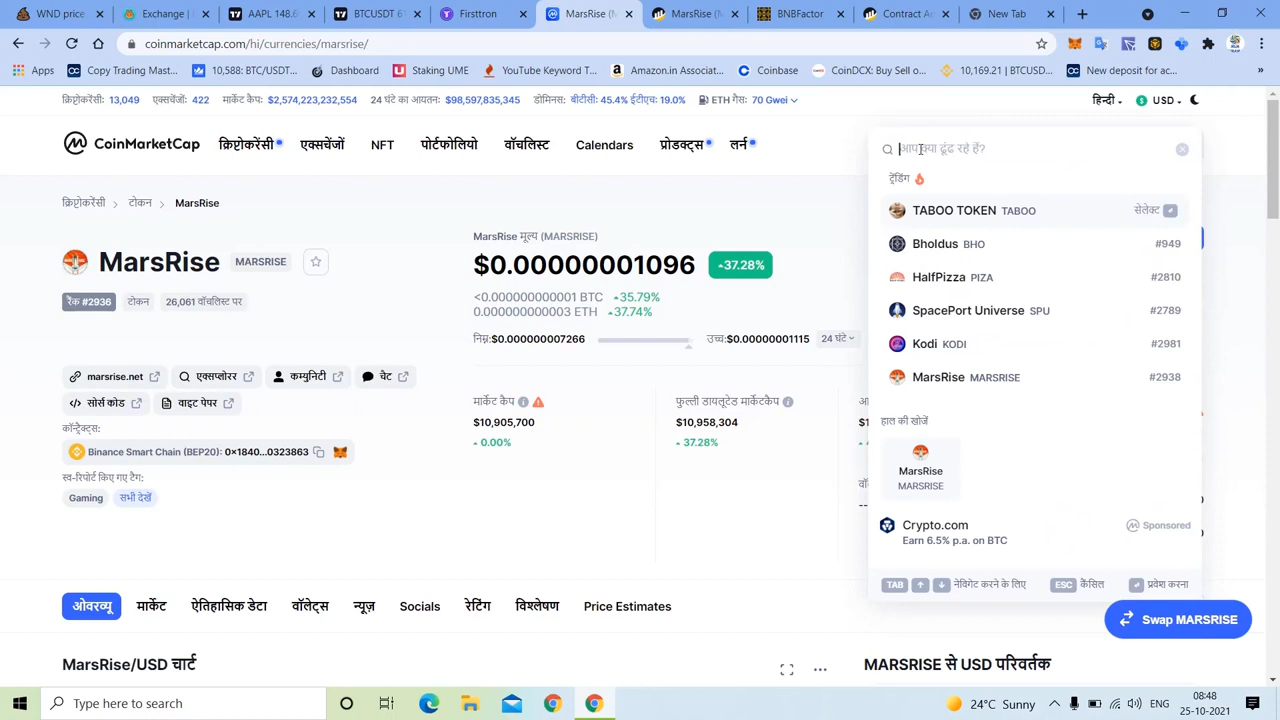 WND price
AAPL 148.6
BTCUSDT 6
Firsttron
MarsRise (M
MarsRise (M
BNBFactor
Contract Ad
New Tab
coinmarketcap.com/hi/currencies/marsrise/
Apps Copy Trading Mast... 10,588: BTC/USDT... Dashboard Staking UME YouTube Keyword T... Amazon.in Associat... Coinbase CoinDCX: Buy Sell o... 10,169.21 | BTCUSD... New deposit for ac... »
क्रिप्टोकरेंसी: 13,049 एक्सचेंजों: 422 मार्केट कैप: $2,574,223,232,554 24 घंटे का आयतन: $98,597,835,345 डोमिनस: बीटीसी: 45.4% ईटीएच: 19.0% ETH गैस: 70 Gwei हिन्दी USD
CoinMarketCap क्रिप्टोकरेंसी एक्सचेंजों NFT पोर्टफोलियो वॉचलिस्ट Calendars प्रोडक्ट्स लर्न
आप क्या ढूंढ रहे हैं?
ट्रेंडिंग
TABOO TOKEN TABOO सेलेक्ट
Bholdus BHO #949
HalfPizza PIZA #2810
SpacePort Universe SPU #2789
Kodi KODI #2981
MarsRise MARSRISE #2938
हाल की खोजें
MarsRise
MARSRISE
Crypto.com Sponsored
Earn 6.5% p.a. on BTC
TAB ↑ ↓ नेविगेट करने के लिए ESC कैंसिल प्रवेश करना
क्रिप्टोकरेंसी > टोकन > MarsRise
MarsRise MARSRISE
रैंक #2936 टोकन 26,061 वॉचलिस्ट पर
marsrise.net एक्सप्लोरर कम्युनिटी चैट
सोर्स कोड वाइट पेपर
कॉन्ट्रैक्ट्स:
Binance Smart Chain (BEP20): 0x1840...0323863
स्व-रिपोर्ट किए गए टैग:
Gaming सभी देखें
MarsRise मूल्य (MARSRISE)
$0.00000001096 37.28%
<0.000000000001 BTC 35.79%
0.000000000003 ETH 37.74%
निम्न:$0.000000007266 उच्च:$0.00000001115 24 घंटे
मार्केट कैप
$10,905,700
0.00%
फुल्ली डायलूटेड मार्केटकैप
$10,958,304
37.28%
ओवरव्यू मार्केट ऐतिहासिक डेटा वॉलेट्स न्यूज़ Socials रेटिंग विश्लेषण Price Estimates
Swap MARSRISE
MarsRise/USD चार्ट
MARSRISE से USD परिवर्तक
Type here to search
24°C Sunny
ENG
08:48
25-10-2021